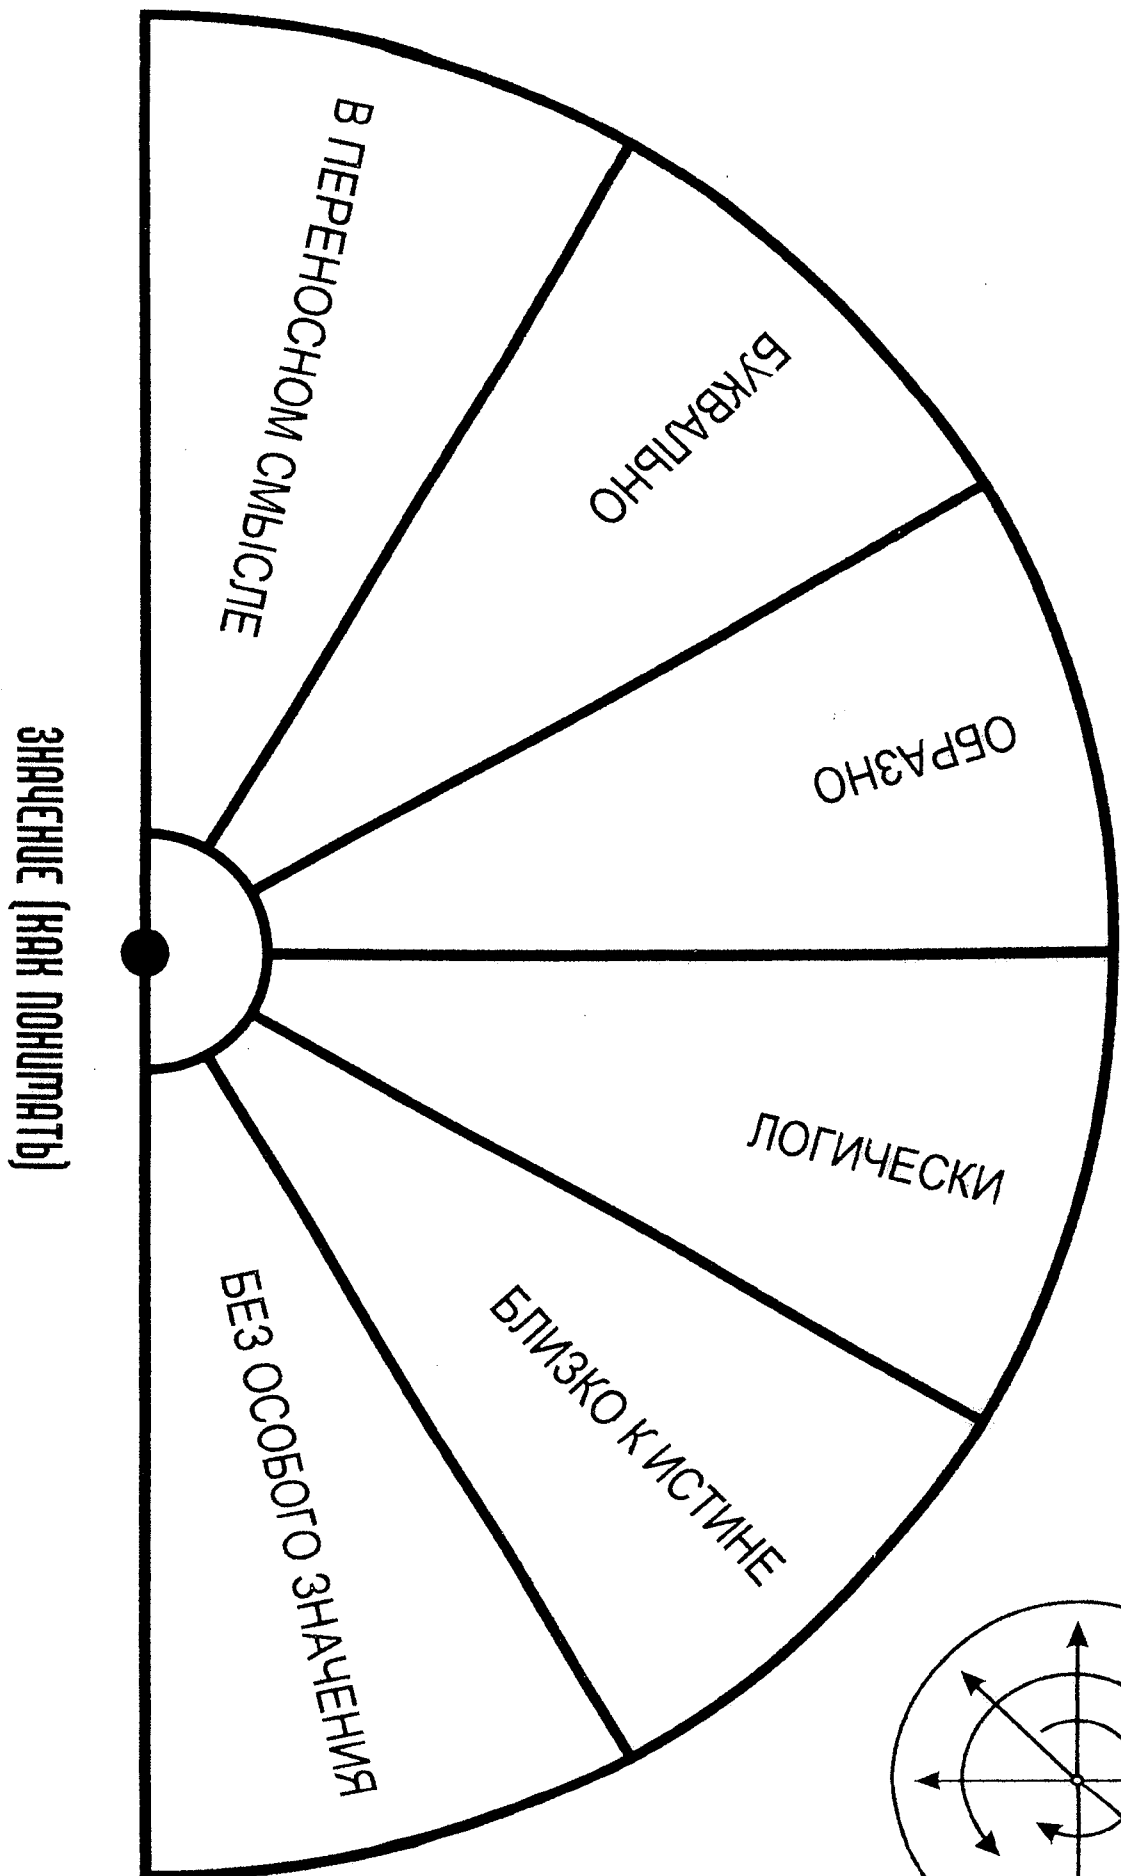 В ПЕРЕНОСНОМ СМЫСЛЕ
БУКВАЛЬНО
ОБРАЗНО
ЛОГИЧЕСКИ
БЛИЗКО К ИСТИНЕ
БЕЗ ОСОБОГО ЗНАЧЕНИЯ
ЗНАЧЕНИЕ (КАК ПОНИМАТЬ)